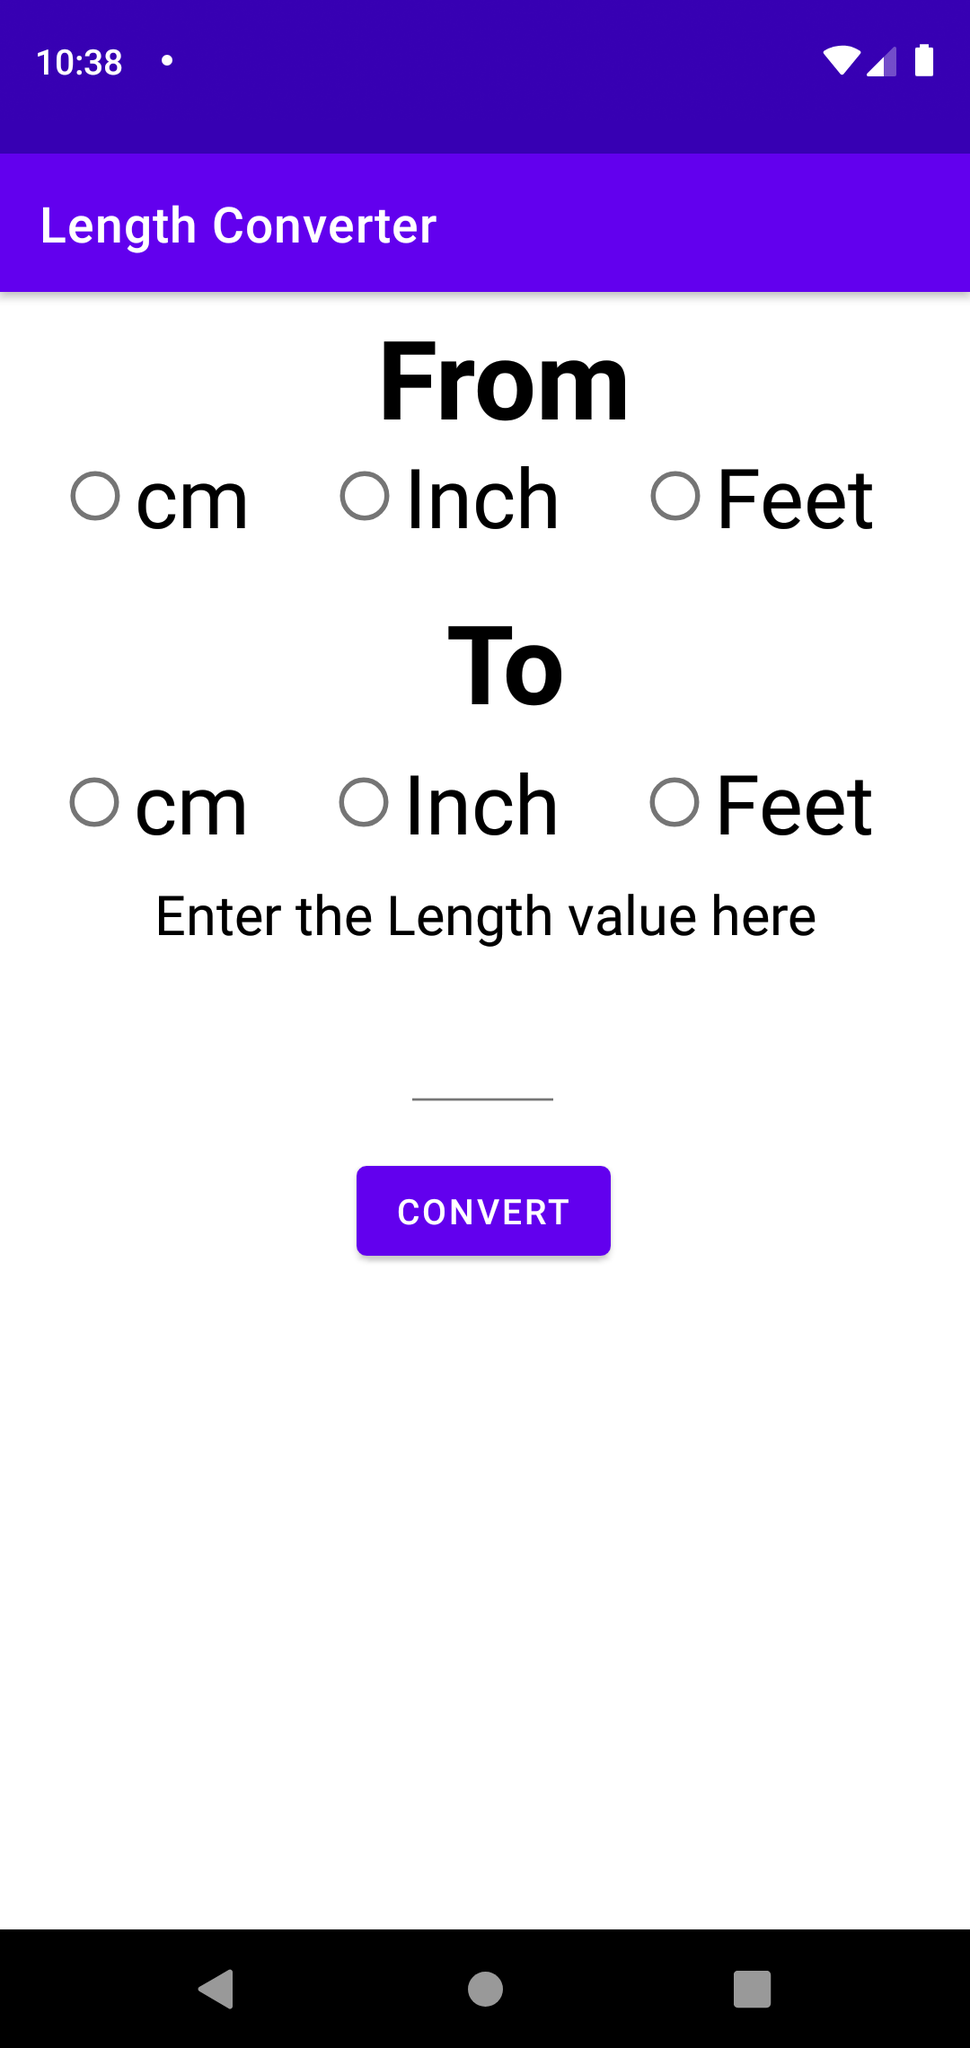 10:38
Length Converter
From
cm Inch Feet
To
cm Inch Feet
Enter the Length value here
CONVERT